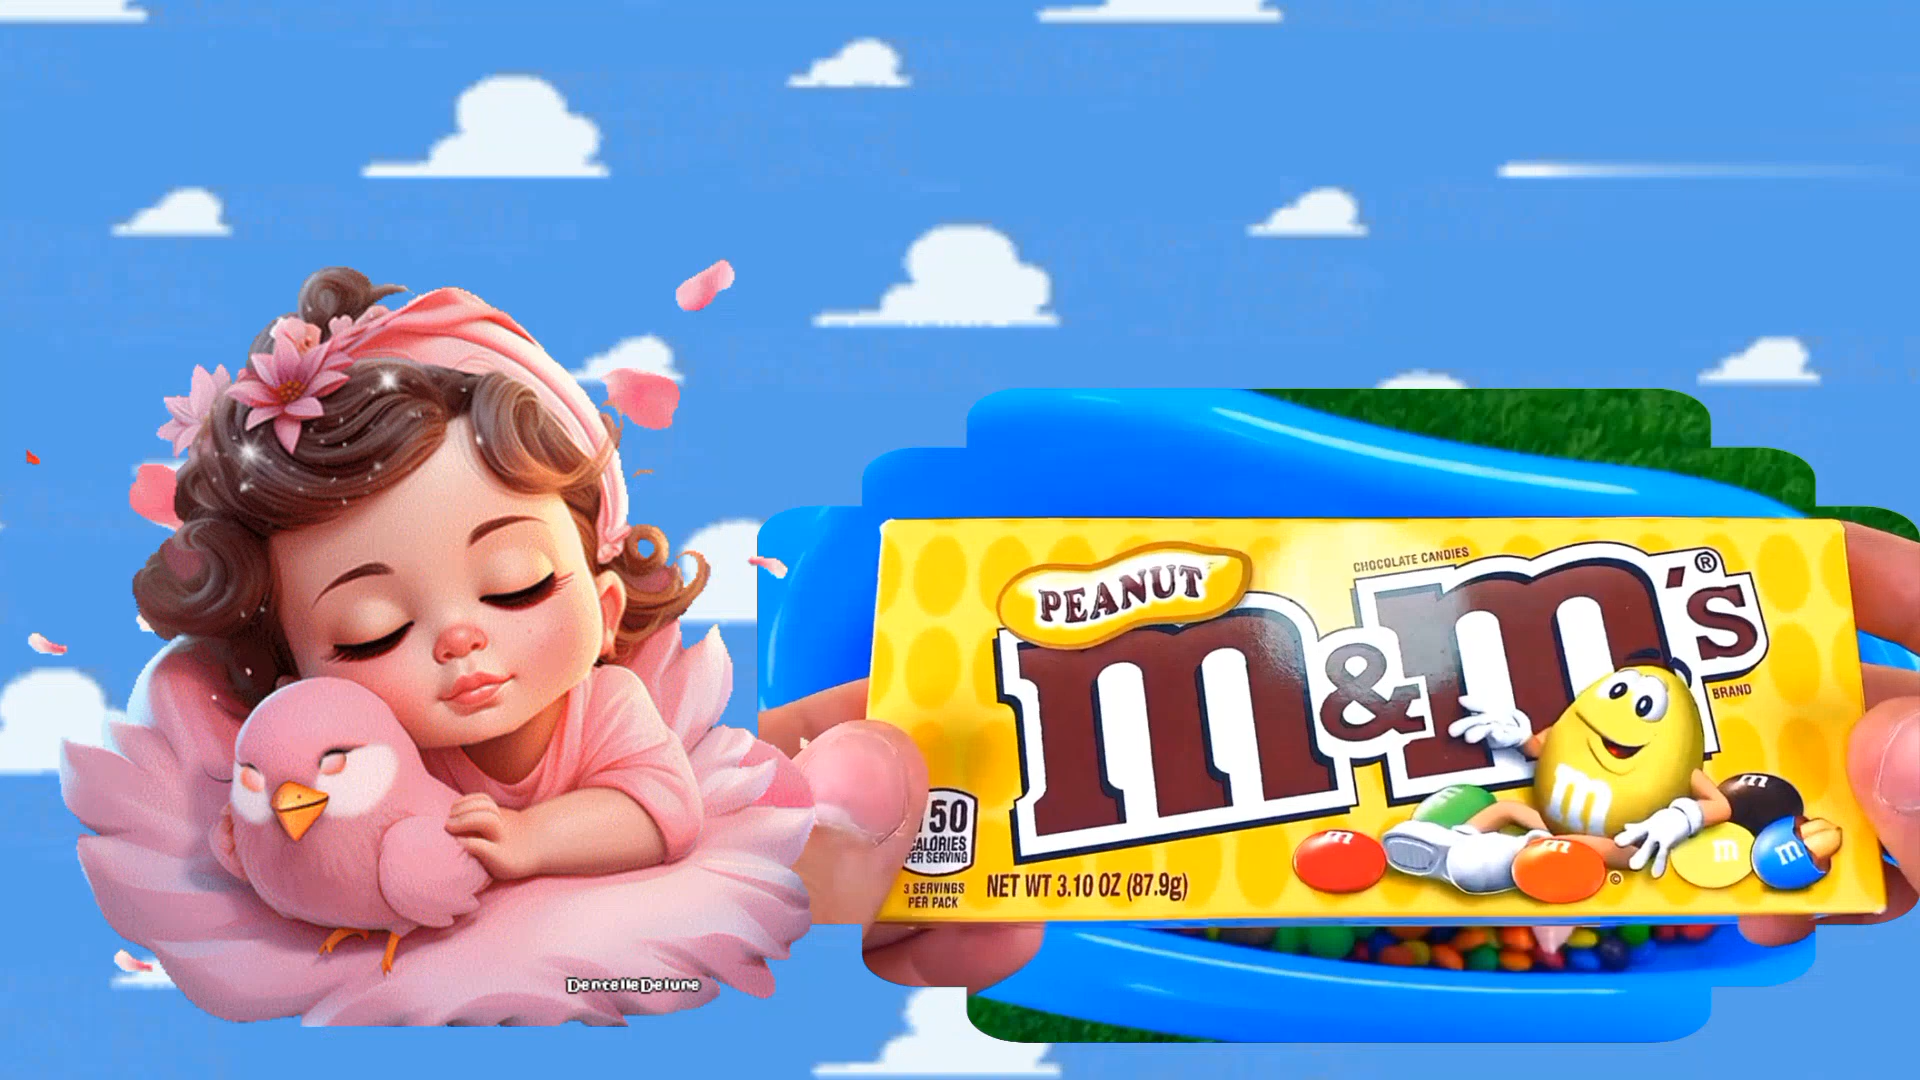 PEANUT
CHOCOLATE CANDIES
m&m's®
BRAND
150
CALORIES
PER SERVING
3 SERVINGS
PER PACK
NET WT 3.10 OZ (87.9g)
m
m
m
m
m
m
©
DentelleDelune